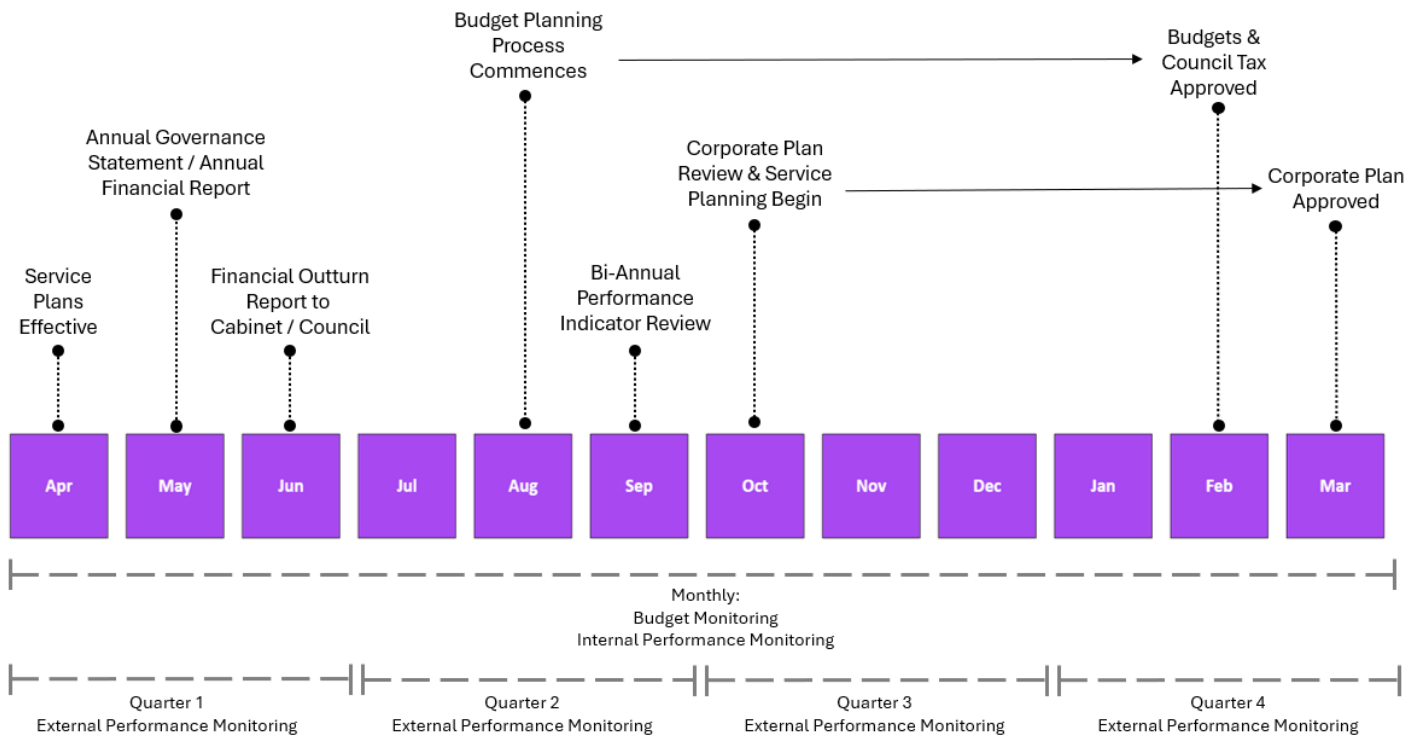 Budget Planning
Process
Commences
Budgets &
Council Tax
Approved
Annual Governance
Statement / Annual
Financial Report
Corporate Plan
Review & Service
Planning Begin
Corporate Plan
Approved
Service
Plans
Effective
Financial Outturn
Report to
Cabinet / Council
Bi-Annual
Performance
Indicator Review
Apr
May
Jun
Jul
Aug
Sep
Oct
Nov
Dec
Jan
Feb
Mar
Monthly:
Budget Monitoring
Internal Performance Monitoring
Quarter 1
External Performance Monitoring
Quarter 2
External Performance Monitoring
Quarter 3
External Performance Monitoring
Quarter 4
External Performance Monitoring